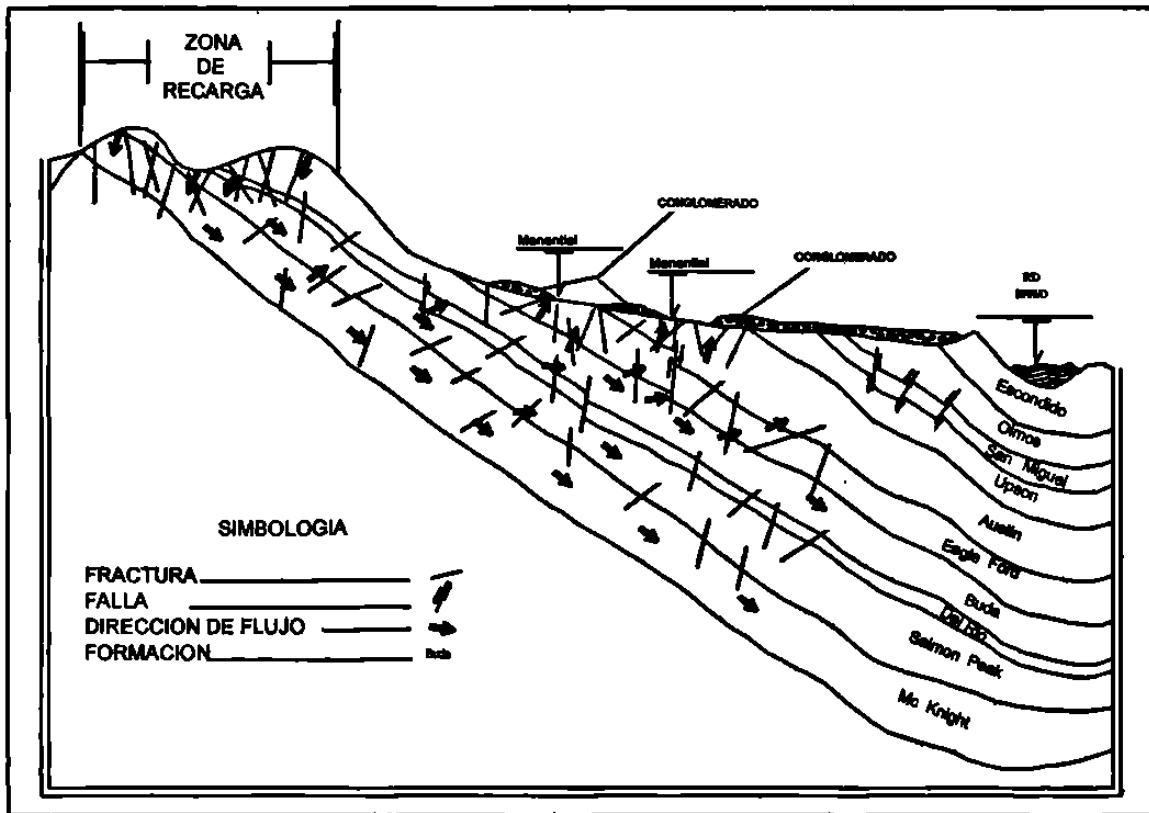 ZONA
DE
RECARGA
CONGLOMERADO
Manantial
Manantial
CONGLOMERADO
Escondido
Olmos
San Miguel
Upson
Austin
Eagle Ford
Buda
Del Rio
Salmon Peak
Mc Knight
SIMBOLOGIA
FRACTURA
FALLA
DIRECCION DE FLUJO
FORMACION
Buda